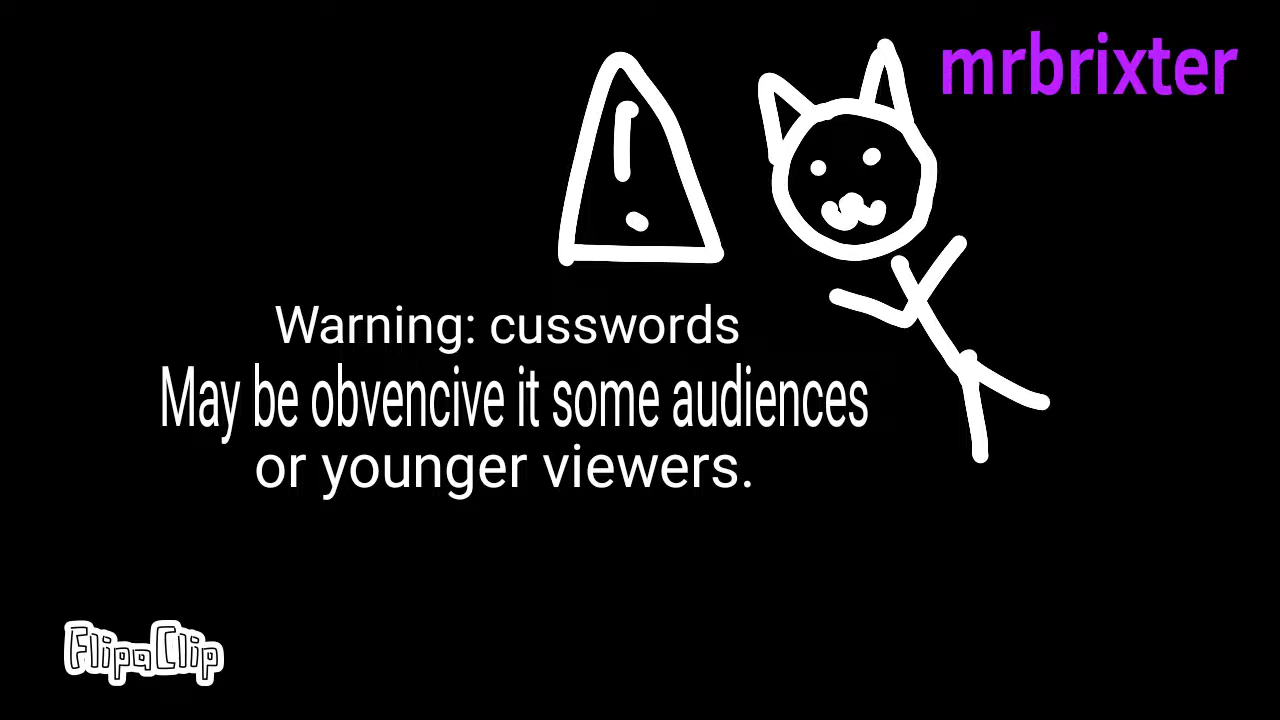 mrbrixter
!
Warning: cusswords
May be obvencive it some audiences
or younger viewers.
FlipaClip